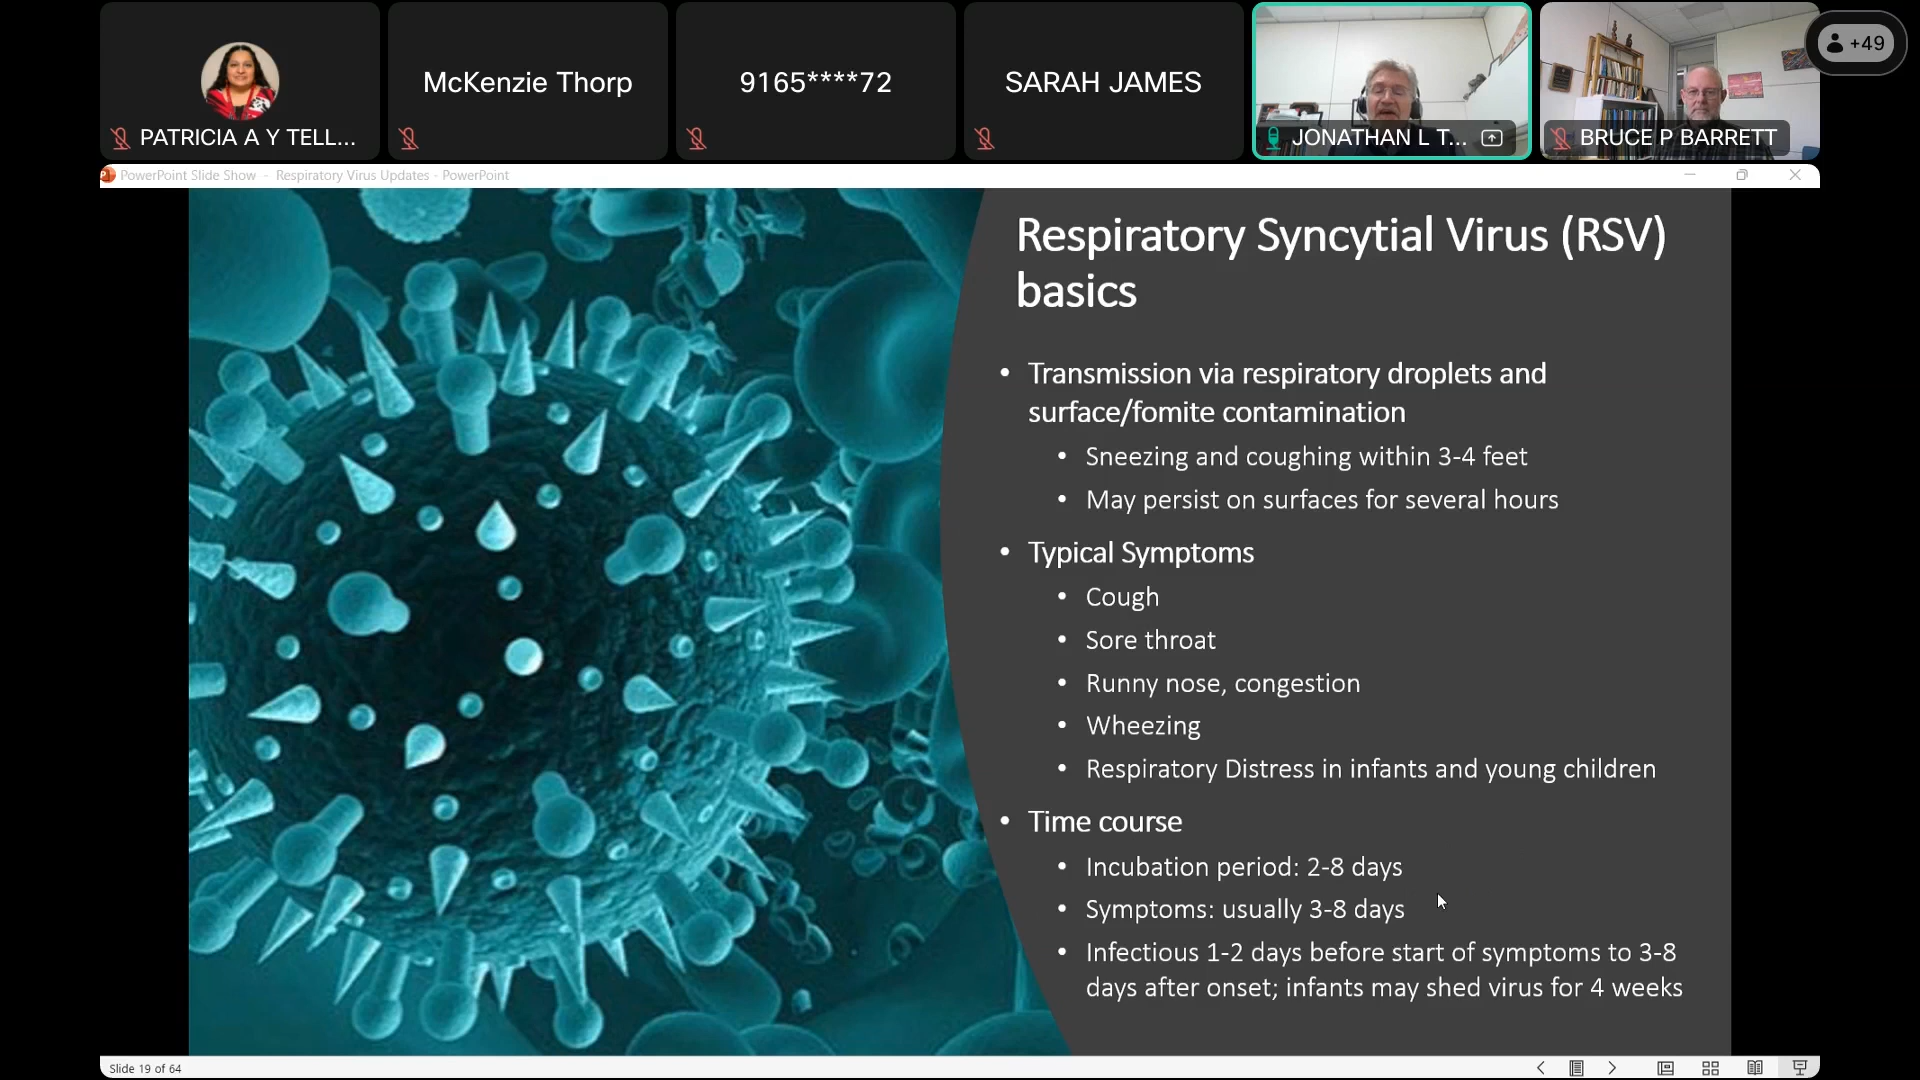 PATRICIA A Y TELL...
McKenzie Thorp
9165****72
SARAH JAMES
JONATHAN L T...
BRUCE P BARRETT
+49
PowerPoint Slide Show - Respiratory Virus Updates - PowerPoint
Respiratory Syncytial Virus (RSV)
basics
• Transmission via respiratory droplets and
surface/fomite contamination
• Sneezing and coughing within 3-4 feet
• May persist on surfaces for several hours
• Typical Symptoms
• Cough
• Sore throat
• Runny nose, congestion
• Wheezing
• Respiratory Distress in infants and young children
• Time course
• Incubation period: 2-8 days
• Symptoms: usually 3-8 days
• Infectious 1-2 days before start of symptoms to 3-8
days after onset; infants may shed virus for 4 weeks
Slide 19 of 64